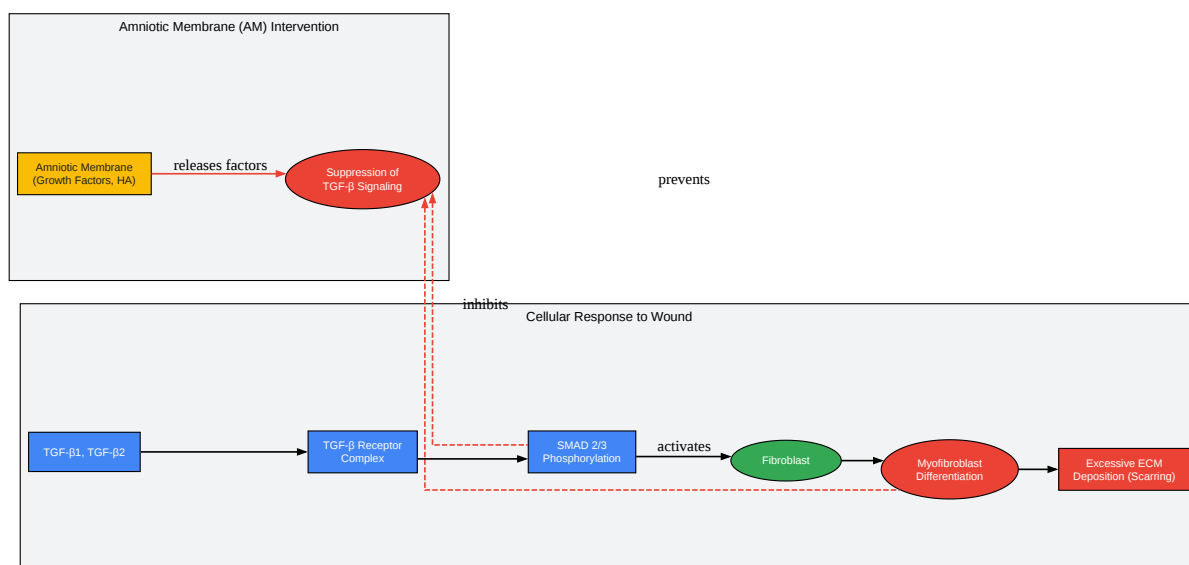 Amniotic Membrane (AM) Intervention
Amniotic Membrane
(Growth Factors, HA)
releases factors
Suppression of
TGF-β Signaling
prevents
inhibits
Cellular Response to Wound
TGF-β1, TGF-β2
TGF-β Receptor
Complex
SMAD 2/3
Phosphorylation
activates
Fibroblast
Myofibroblast
Differentiation
Excessive ECM
Deposition (Scarring)